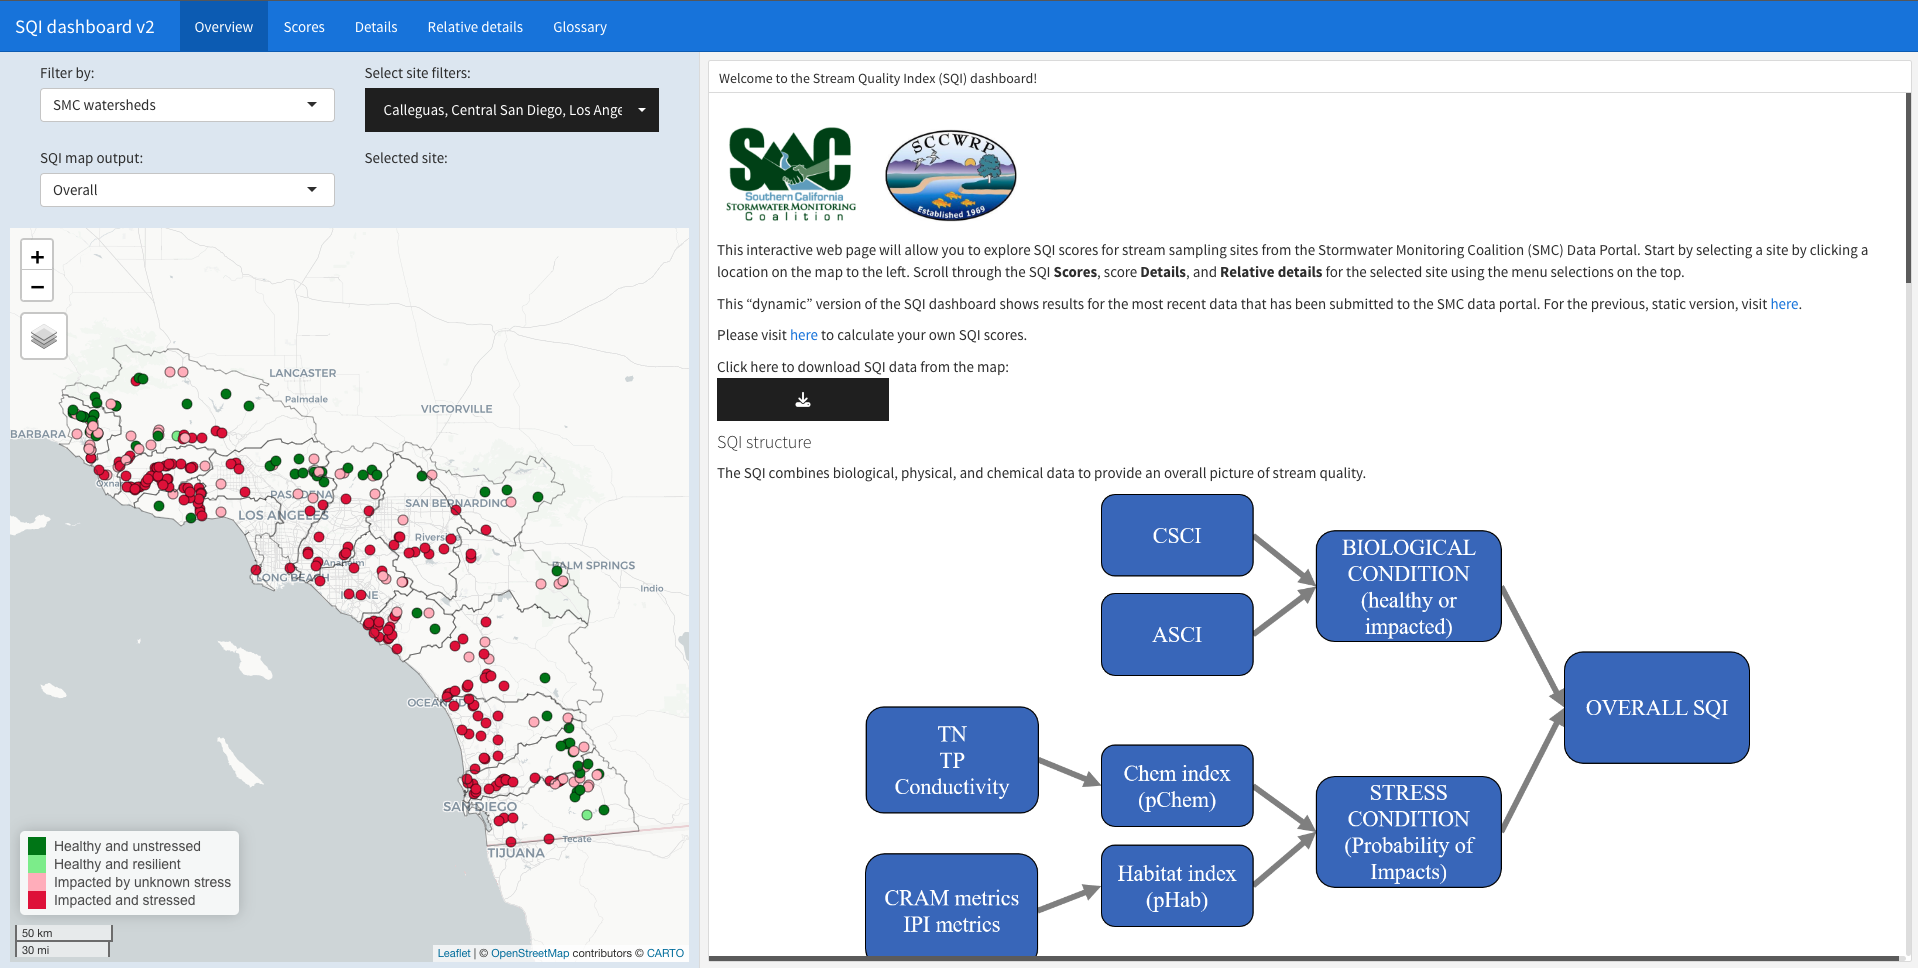 SQI dashboard v2
Overview
Scores
Details
Relative details
Glossary
Filter by:
SMC watersheds
Select site filters:
Calleguas, Central San Diego, Los Ange
SQI map output:
Overall
Selected site:
+
−
LANCASTER
Palmdale
VICTORVILLE
BARBARA
PASADENA
SAN BERNARDINO
LOS ANGELES
Riverside
Anaheim
PALM SPRINGS
LONG BEACH
Indio
IRVINE
OCEANSIDE
SAN DIEGO
Tecate
TIJUANA
Healthy and unstressed
Healthy and resilient
Impacted by unknown stress
Impacted and stressed
50 km
30 mi
Leaflet | © OpenStreetMap contributors © CARTO
Welcome to the Stream Quality Index (SQI) dashboard!
SMC
Southern California
STORMWATER MONITORING
Coalition
SCCWRP
Established 1969
This interactive web page will allow you to explore SQI scores for stream sampling sites from the Stormwater Monitoring Coalition (SMC) Data Portal. Start by selecting a site by clicking a
location on the map to the left. Scroll through the SQI Scores, score Details, and Relative details for the selected site using the menu selections on the top.
This “dynamic” version of the SQI dashboard shows results for the most recent data that has been submitted to the SMC data portal. For the previous, static version, visit here.
Please visit here to calculate your own SQI scores.
Click here to download SQI data from the map:
SQI structure
The SQI combines biological, physical, and chemical data to provide an overall picture of stream quality.
CSCI
ASCI
BIOLOGICAL
CONDITION
(healthy or
impacted)
OVERALL SQI
TN
TP
Conductivity
Chem index
(pChem)
STRESS
CONDITION
(Probability of
Impacts)
CRAM metrics
IPI metrics
Habitat index
(pHab)